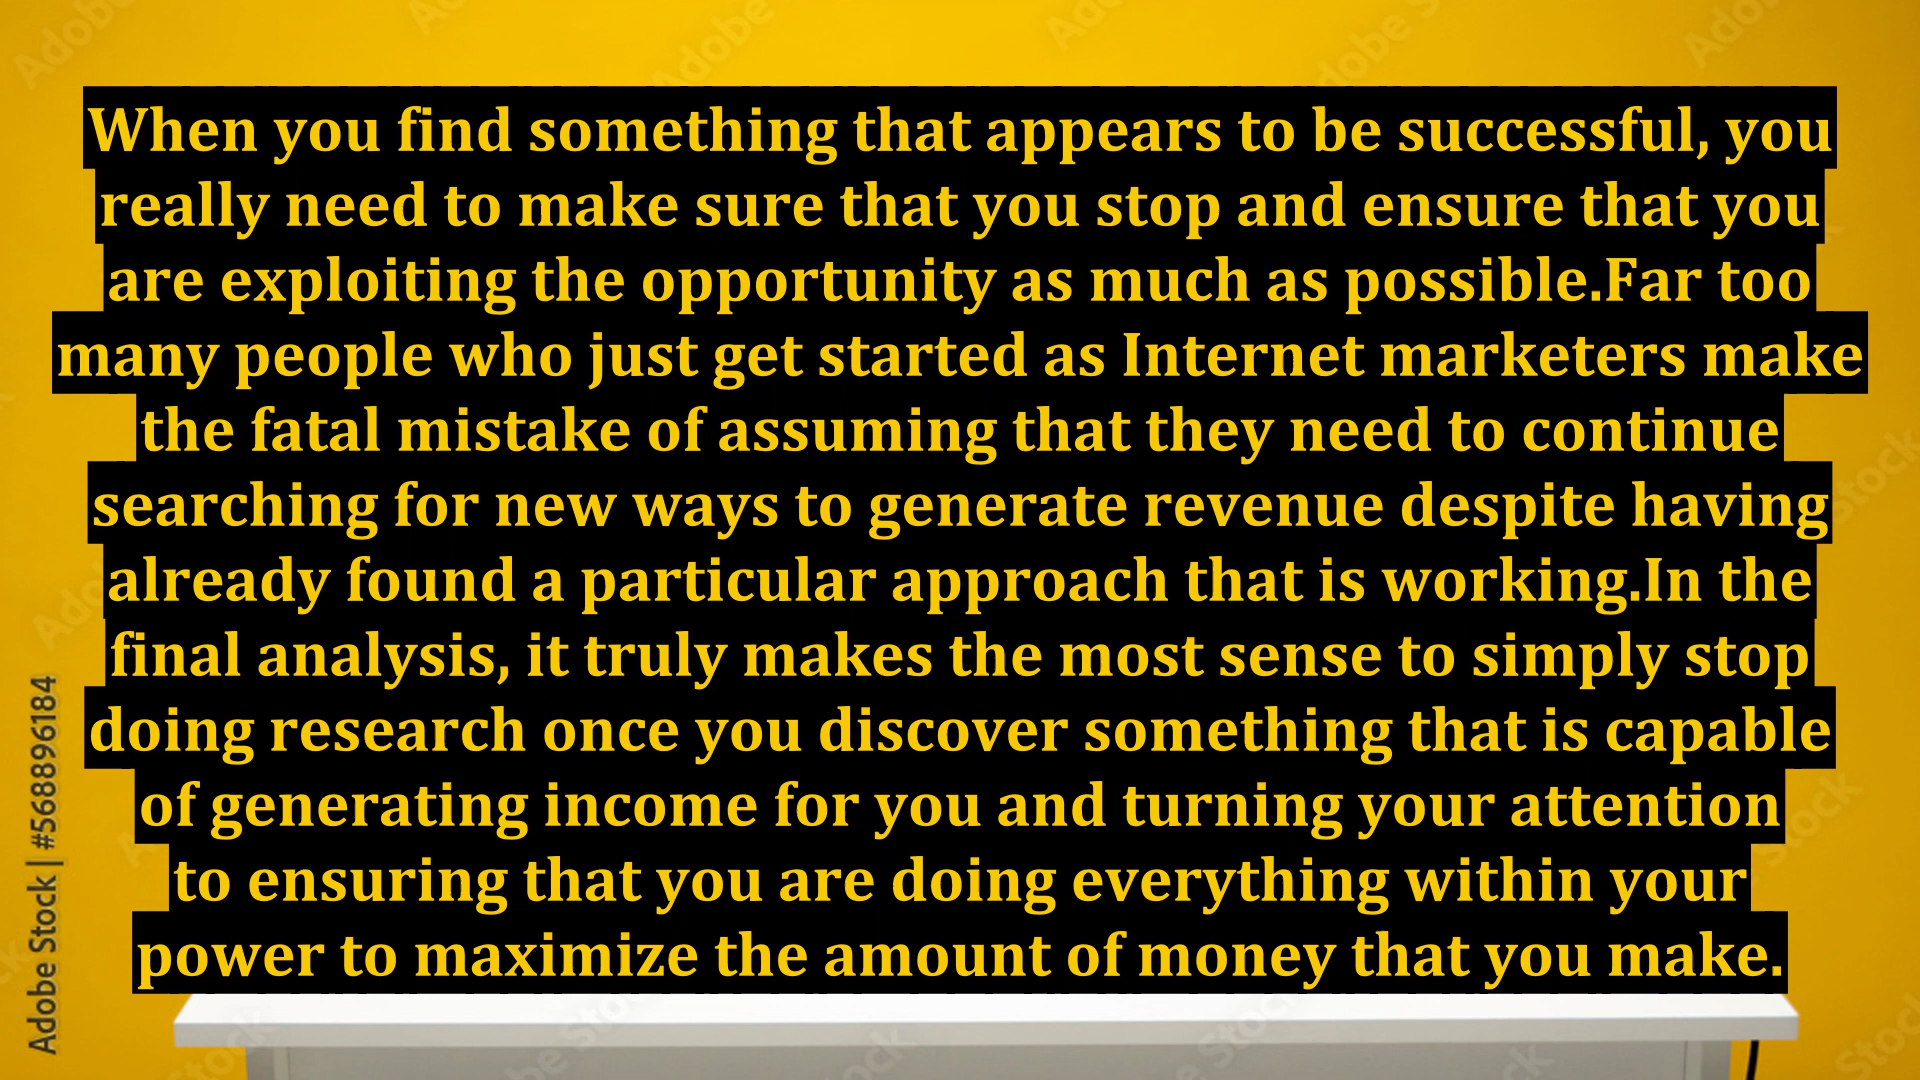 When you find something that appears to be successful, you
really need to make sure that you stop and ensure that you
are exploiting the opportunity as much as possible.Far too
many people who just get started as Internet marketers make
the fatal mistake of assuming that they need to continue
searching for new ways to generate revenue despite having
already found a particular approach that is working.In the
final analysis, it truly makes the most sense to simply stop
doing research once you discover something that is capable
of generating income for you and turning your attention
to ensuring that you are doing everything within your
power to maximize the amount of money that you make.
Adobe Stock | #568896184